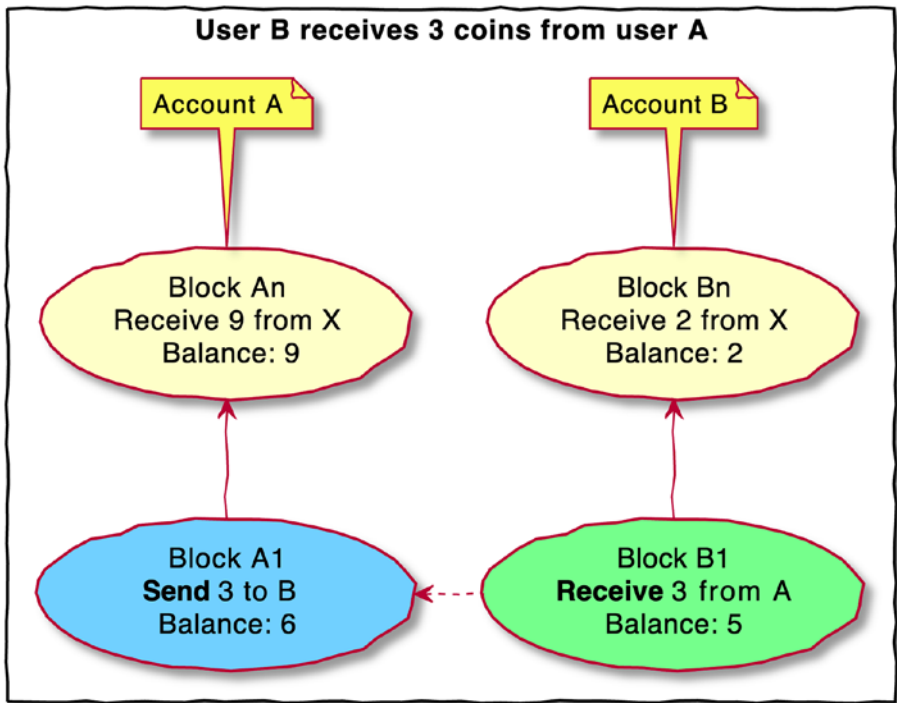 User B receives 3 coins from user A
Account A
Account B
Block An
Receive 9 from X
Balance: 9
Block Bn
Receive 2 from X
Balance: 2
Block A1
Send 3 to B
Balance: 6
Block B1
Receive 3 from A
Balance: 5